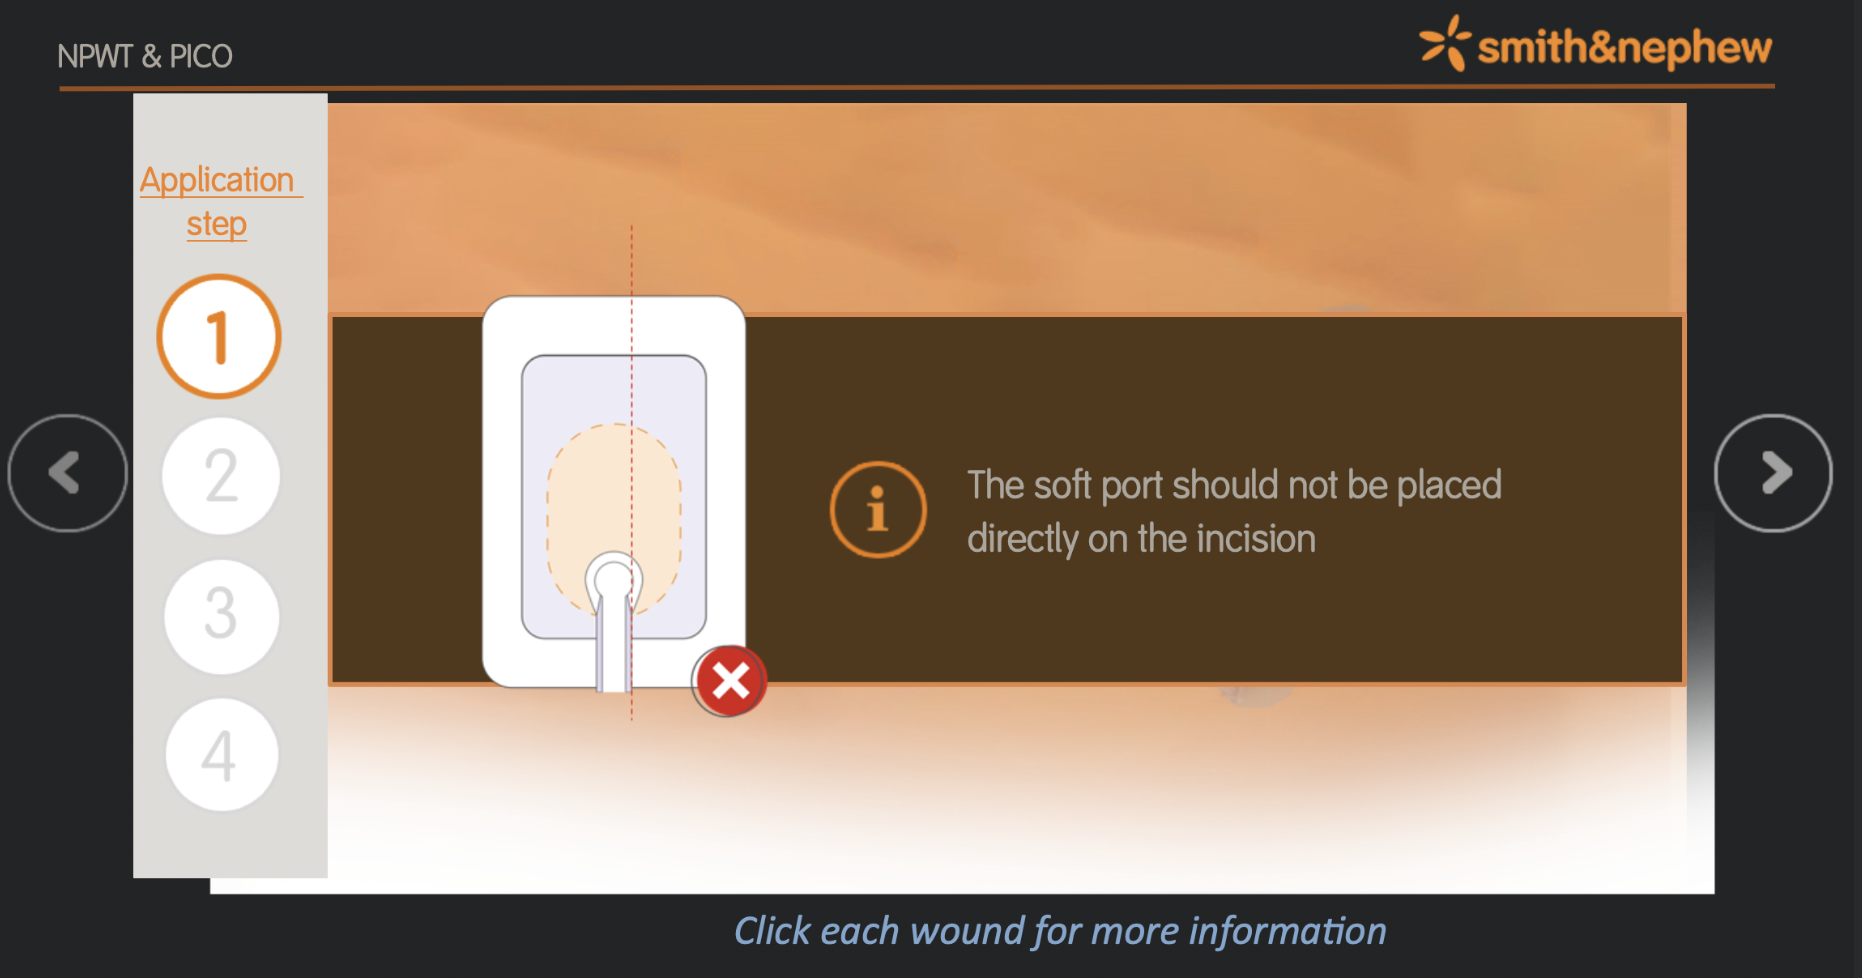 NPWT & PICO
smith&nephew
Application
step
1
2
3
4
i
The soft port should not be placed
directly on the incision
Click each wound for more information